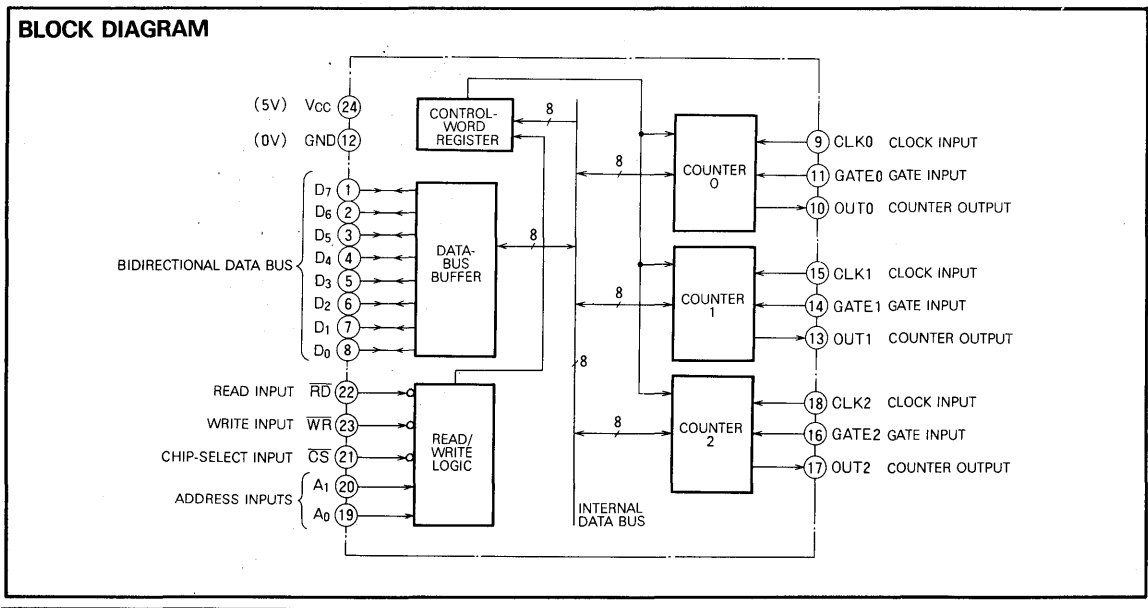 BLOCK DIAGRAM
(5V) VCC 24
(0V) GND 12
BIDIRECTIONAL DATA BUS
D7 1
D6 2
D5 3
D4 4
D3 5
D2 6
D1 7
D0 8
READ INPUT RD 22
WRITE INPUT WR 23
CHIP-SELECT INPUT CS 21
ADDRESS INPUTS
A1 20
A0 19
CONTROL-
WORD
REGISTER
8
DATA-
BUS
BUFFER
8
READ/
WRITE
LOGIC
8
INTERNAL
DATA BUS
8
COUNTER
0
9 CLK0 CLOCK INPUT
11 GATE0 GATE INPUT
10 OUT0 COUNTER OUTPUT
8
COUNTER
1
15 CLK1 CLOCK INPUT
14 GATE1 GATE INPUT
13 OUT1 COUNTER OUTPUT
8
COUNTER
2
18 CLK2 CLOCK INPUT
16 GATE2 GATE INPUT
17 OUT2 COUNTER OUTPUT